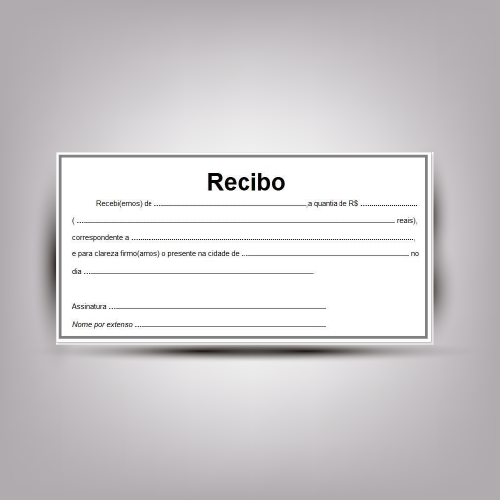 Recibo
Recebi(emos) de ............................................................ ,a quantia de R$ .......................
( ............................................................................................................................ reais),
correspondente a ............................................................................................................ ,
e para clareza firmo(amos) o presente na cidade de ................................................................ no
dia ..........................................................................................
Assinatura ....................................................................................
Nome por extenso ...........................................................................